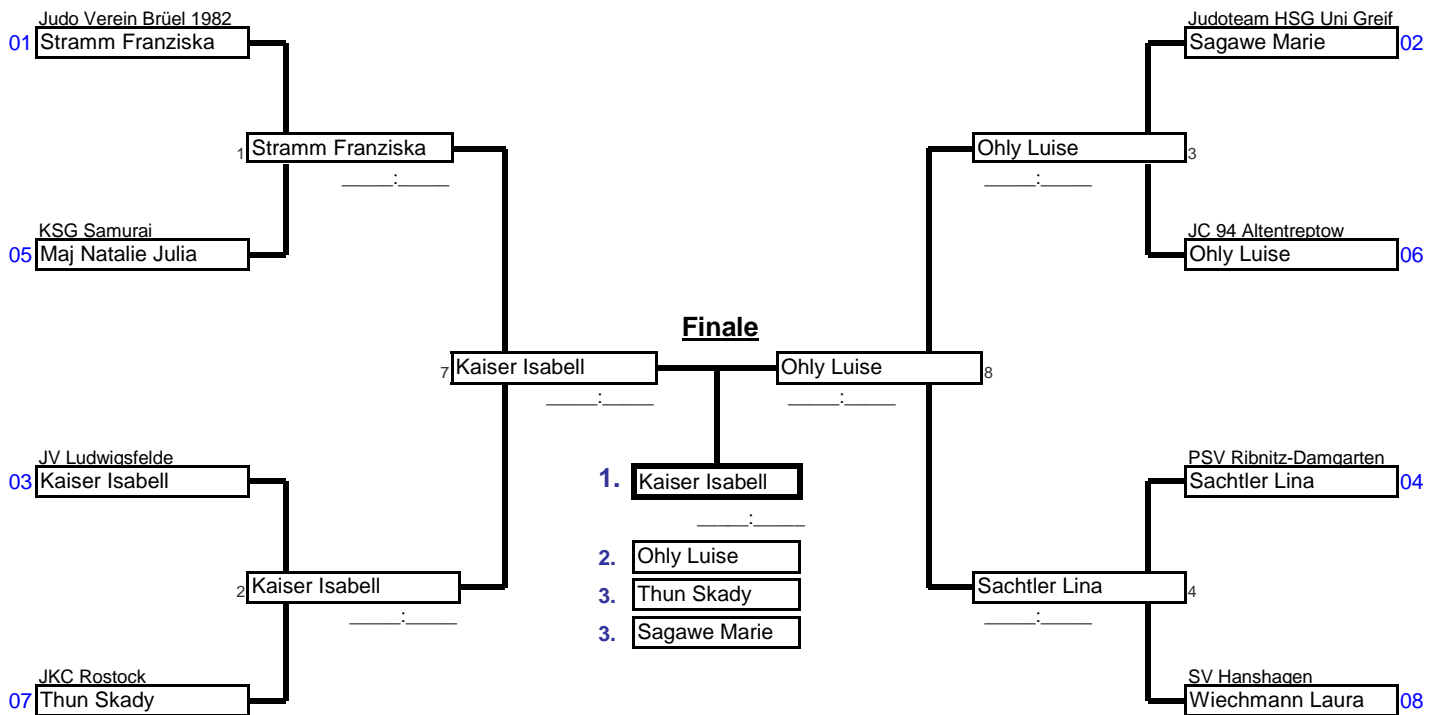 Judo Verein Brüel 1982
01 Stramm Franziska
Judoteam HSG Uni Greif
Sagawe Marie 02
1 Stramm Franziska
_____:_____
Ohly Luise 3
_____:_____
KSG Samurai
05 Maj Natalie Julia
JC 94 Altentreptow
Ohly Luise 06
Finale
7 Kaiser Isabell
_____:_____
Ohly Luise 8
_____:_____
JV Ludwigsfelde
03 Kaiser Isabell
1. Kaiser Isabell
_____:_____
PSV Ribnitz-Damgarten
Sachtler Lina 04
2. Ohly Luise
3. Thun Skady
3. Sagawe Marie
2 Kaiser Isabell
_____:_____
Sachtler Lina 4
_____:_____
JKC Rostock
07 Thun Skady
SV Hanshagen
Wiechmann Laura 08